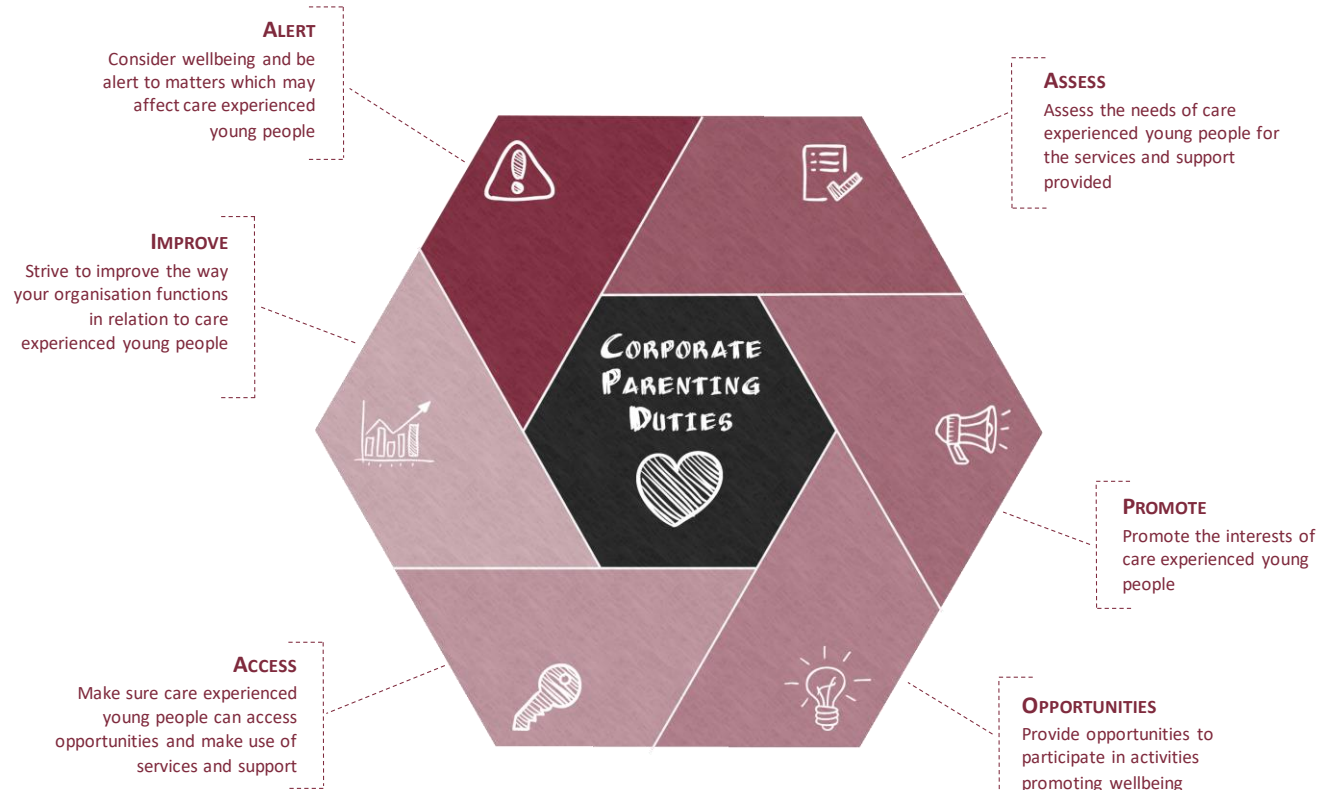 ALERT
Consider wellbeing and be
alert to matters which may
affect care experienced
young people
ASSESS
Assess the needs of care
experienced young people for
the services and support
provided
IMPROVE
Strive to improve the way
your organisation functions
in relation to care
experienced young people
CORPORATE
PARENTING
DUTIES
PROMOTE
Promote the interests of
care experienced young
people
ACCESS
Make sure care experienced
young people can access
opportunities and make use of
services and support
OPPORTUNITIES
Provide opportunities to
participate in activities
promoting wellbeing